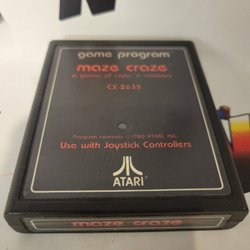 game program
maze craze
a game of cops 'n robbers
CX-2635
Program contents © 1980 ATARI, INC.
Use with Joystick Controllers
ATARI
maze craze